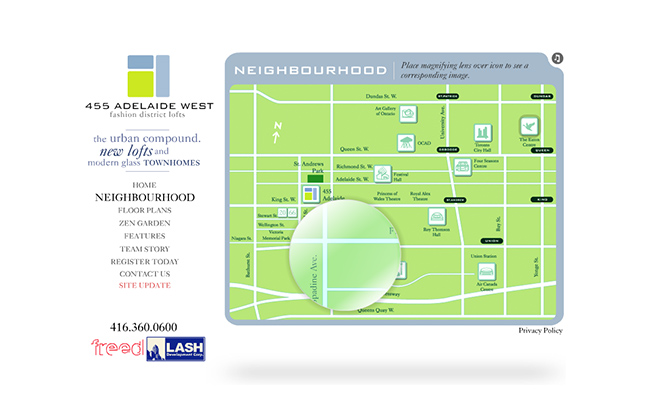 455 ADELAIDE WEST
fashion district lofts
the urban compound.
new lofts and
modern glass TOWNHOMES
HOME
NEIGHBOURHOOD
FLOOR PLANS
ZEN GARDEN
FEATURES
TEAM STORY
REGISTER TODAY
CONTACT US
SITE UPDATE
416.360.0600
freed
LASH
Development Corp.
NEIGHBOURHOOD
Place magnifying lens over icon to see a
corresponding image.
Dundas St. W.
ST.PATRICK
DUNDAS
Art Gallery
of Ontario
University Ave.
OCAD
Toronto
City Hall
The Eaton
Centre
Queen St. W.
OSGOODE
QUEEN
N
St. Andrews
Park
Richmond St. W.
Adelaide St. W.
Festival
Hall
Four Seasons
Centre
455
Adelaide
King St. W.
Princess of
Wales Theatre
Royal Alex
Theatre
ST.ANDREW
KING
Stewart St.
Wellington St.
Victoria
Memorial Park
Roy Thomson
Hall
Bay St.
Niagara St.
F
UNION
Bathurst St.
Spadine Ave.
Union Station
Air Canada
Centre
Yonge St.
Queens Quay W.
Privacy Policy